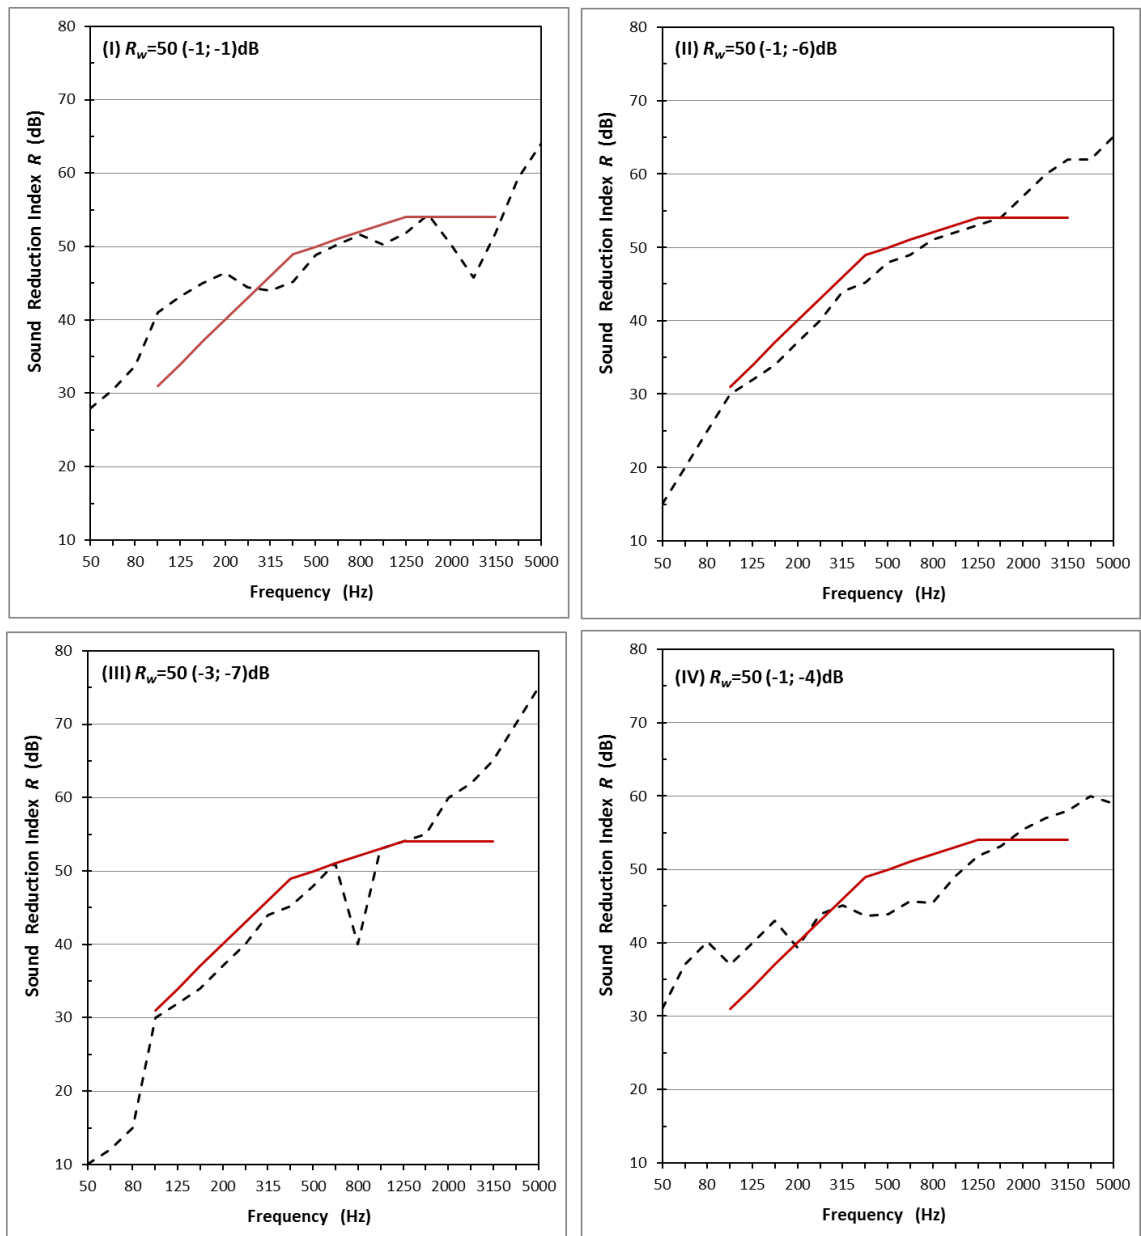 (I) Rw=50 (-1; -1)dB
Sound Reduction Index R (dB)
80
70
60
50
40
30
20
10
50 80 125 200 315 500 800 1250 2000 3150 5000
Frequency (Hz)
(II) Rw=50 (-1; -6)dB
Sound Reduction Index R (dB)
80
70
60
50
40
30
20
10
50 80 125 200 315 500 800 1250 2000 3150 5000
Frequency (Hz)
(III) Rw=50 (-3; -7)dB
Sound Reduction Index R (dB)
80
70
60
50
40
30
20
10
50 80 125 200 315 500 800 1250 2000 3150 5000
Frequency (Hz)
(IV) Rw=50 (-1; -4)dB
Sound Reduction Index R (dB)
80
70
60
50
40
30
20
10
50 80 125 200 315 500 800 1250 2000 3150 5000
Frequency (Hz)